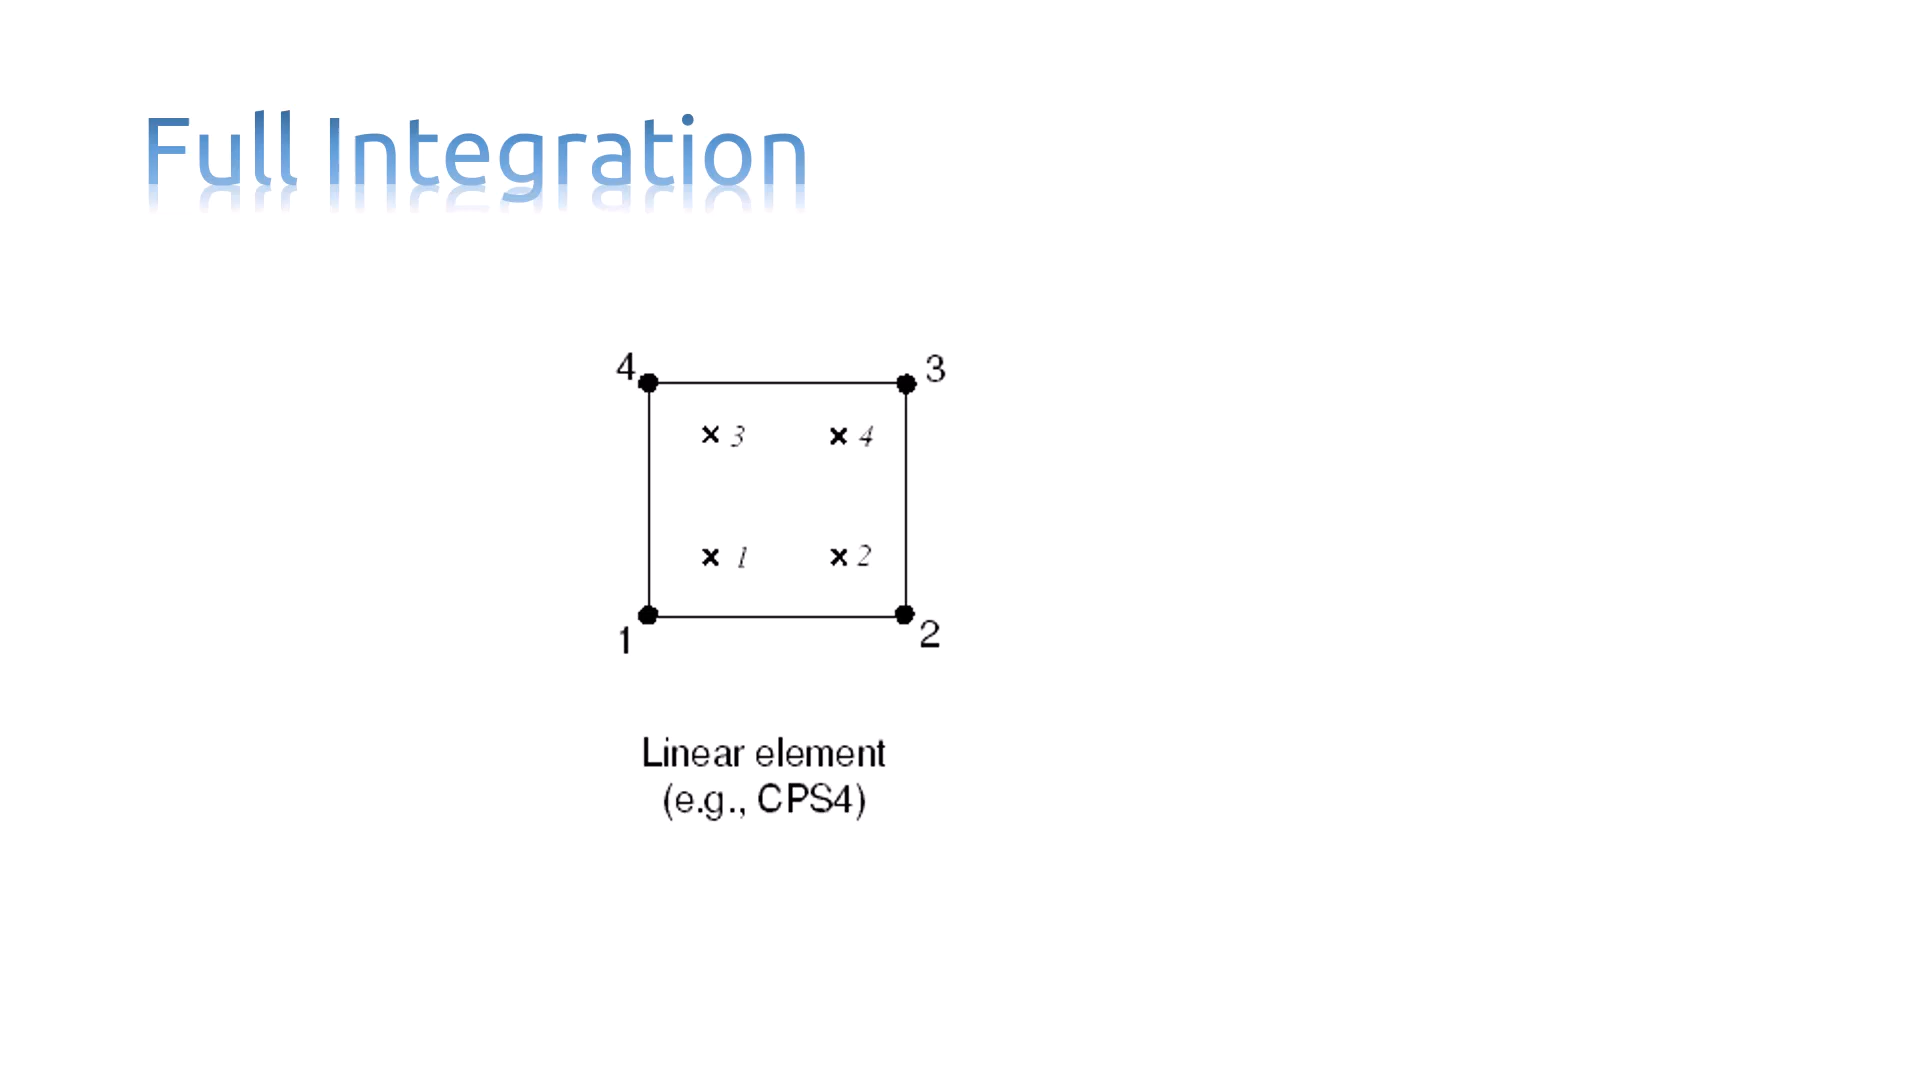 Full Integration
4 3
3 4
1 2
1 2
Linear element
(e.g., CPS4)